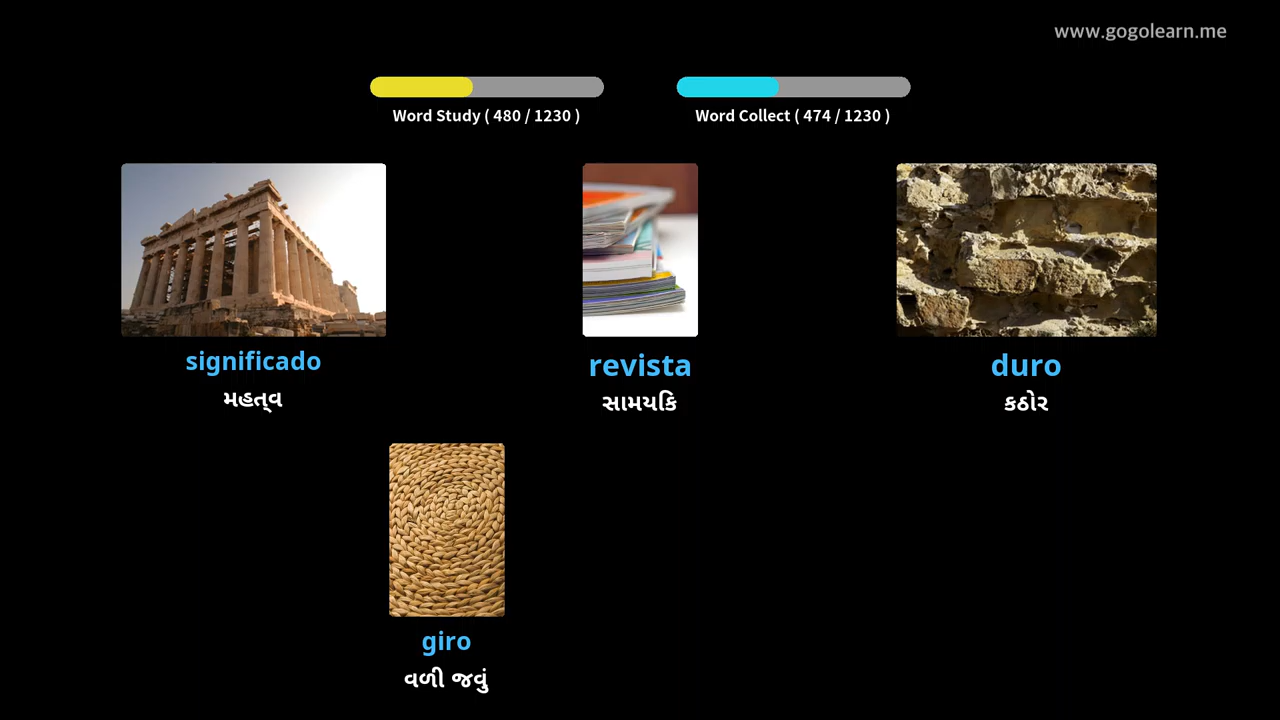 www.gogolearn.me
Word Study ( 480 / 1230 )
Word Collect ( 474 / 1230 )
significado
મહત્વ
revista
સામયકિ
duro
કઠોર
giro
વળી જવું